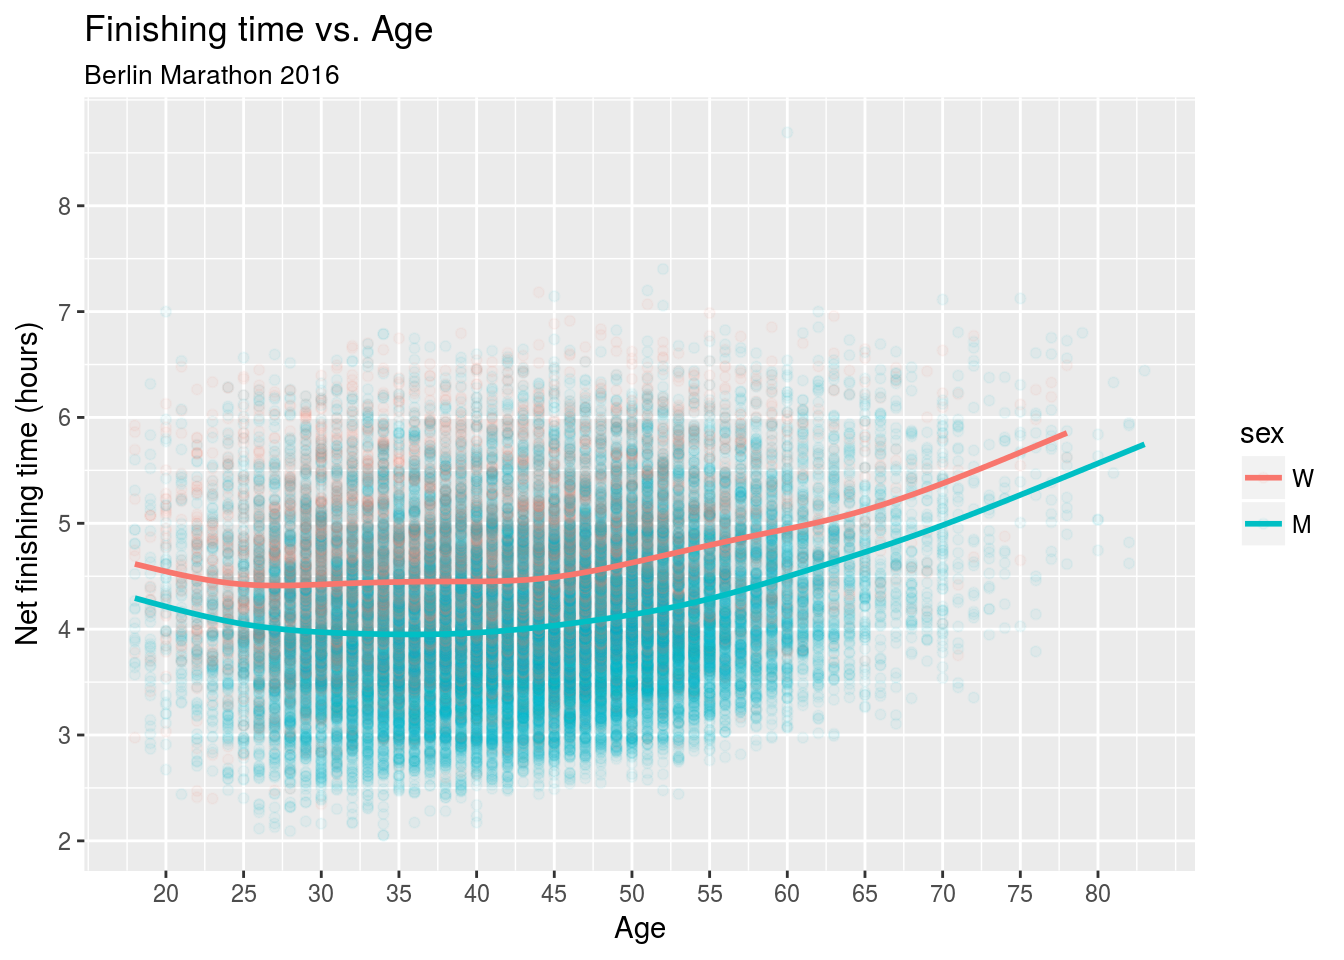 Finishing time vs. Age
Berlin Marathon 2016
Net finishing time (hours)
8
7
6
5
4
3
2
20 25 30 35 40 45 50 55 60 65 70 75 80
Age
sex
W
M